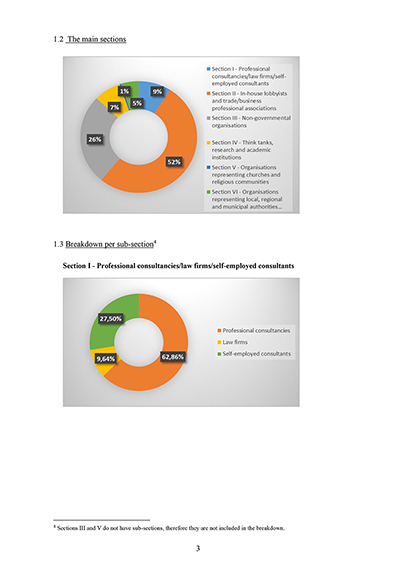 1.2 The main sections
1%
9%
7%
5%
26%
52%
Section I - Professional
consultancies/law firms/self-
employed consultants
Section II - In-house lobbyists
and trade/business
professional associations
Section III - Non-governmental
organisations
Section IV - Think tanks,
research and academic
institutions
Section V - Organisations
representing churches and
religious communities
Section VI - Organisations
representing local, regional
and municipal authorities...
1.3 Breakdown per sub-section4
Section I - Professional consultancies/law firms/self-employed consultants
27,50%
9,64%
62,86%
Professional consultancies
Law firms
Self-employed consultants
4 Sections III and V do not have sub-sections, therefore they are not included in the breakdown.
3